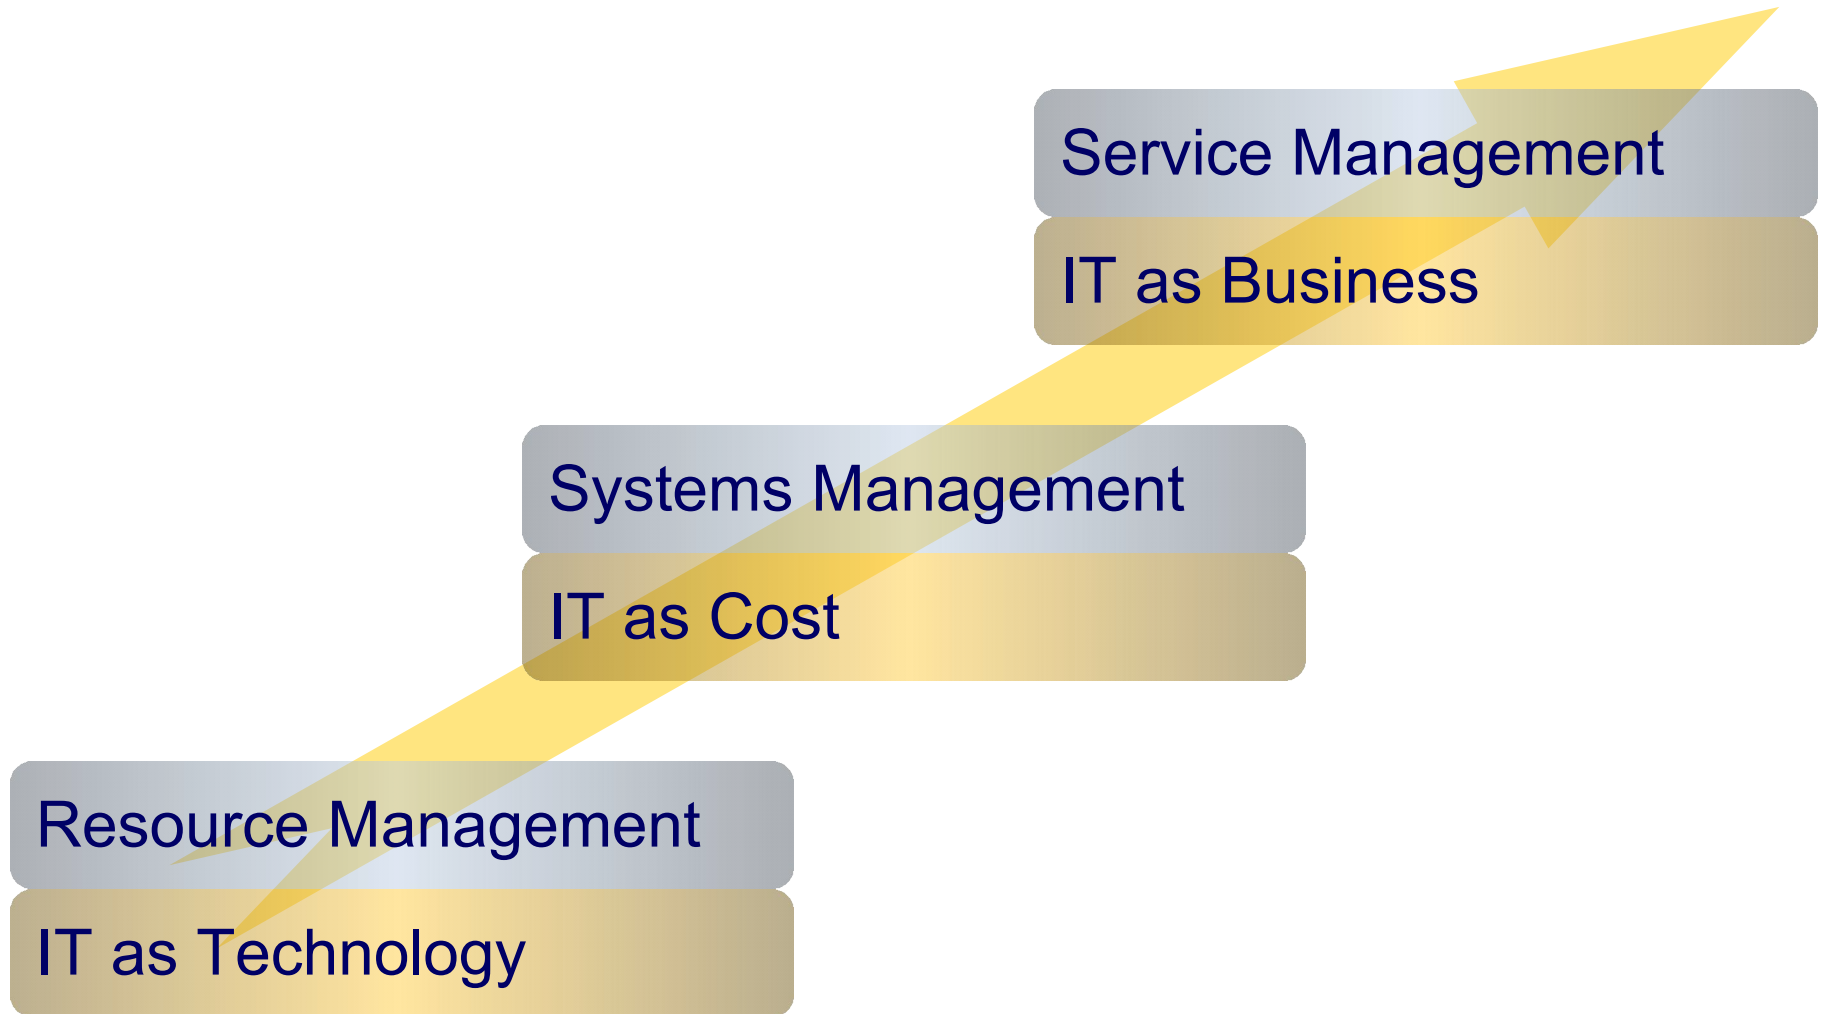 Service Management
IT as Business
Systems Management
IT as Cost
Resource Management
IT as Technology